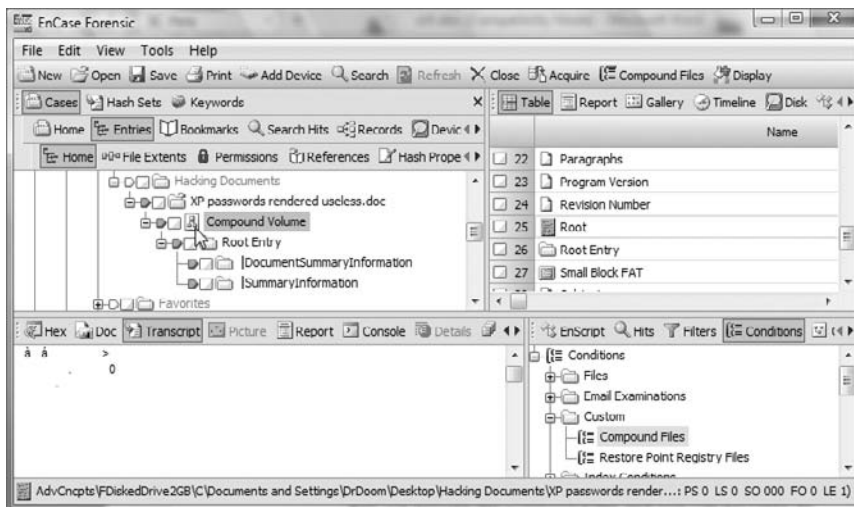 EnCase Forensic
File Edit View Tools Help
New Open Save Print Add Device Search Refresh Close Acquire Compound Files Display
Cases Hash Sets Keywords
Home Entries Bookmarks Search Hits Records Devic
Home File Extents Permissions References Hash Prope
Hacking Documents
XP passwords rendered useless.doc
Compound Volume
Root Entry
DocumentSummaryInformation
SummaryInformation
Favorites
Table Report Gallery Timeline Disk
Name
22 Paragraphs
23 Program Version
24 Revision Number
25 Root
26 Root Entry
27 Small Block FAT
Hex Doc Transcript Picture Report Console Details
à á >
0
EnScript Hits Filters Conditions
Conditions
Files
Email Examinations
Custom
Compound Files
Restore Point Registry Files
Index Conditions
AdvCncpts\FDiskedDrive2GB\C\Documents and Settings\DrDoom\Desktop\Hacking Documents\XP passwords render...: PS 0 LS 0 SO 000 FO 0 LE 1)